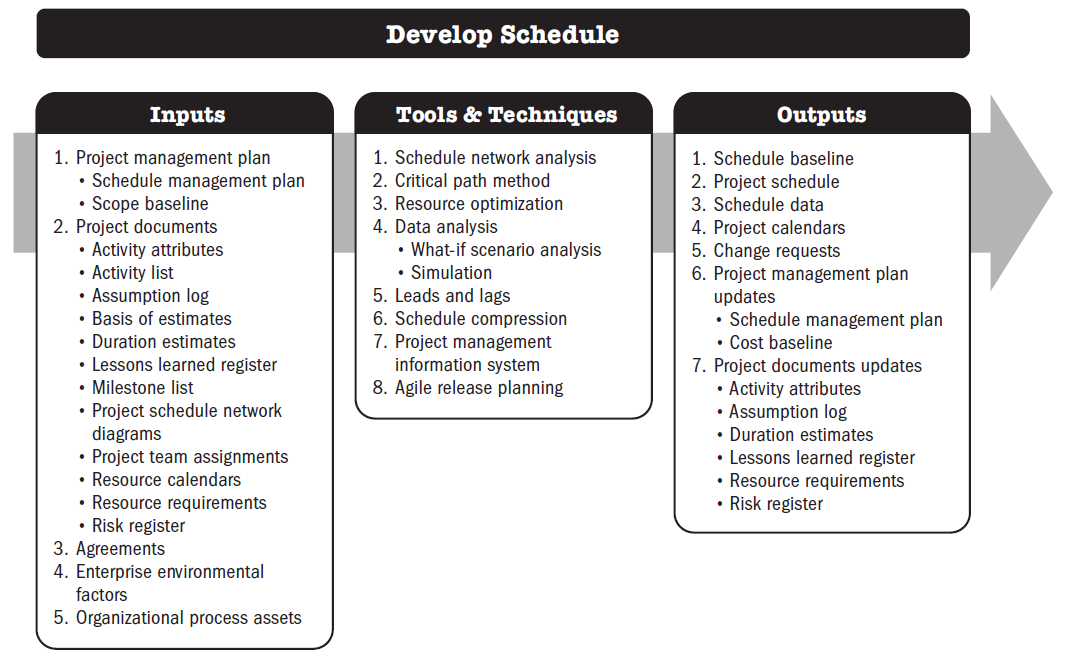 Develop Schedule
Inputs
1. Project management plan
• Schedule management plan
• Scope baseline
2. Project documents
• Activity attributes
• Activity list
• Assumption log
• Basis of estimates
• Duration estimates
• Lessons learned register
• Milestone list
• Project schedule network
diagrams
• Project team assignments
• Resource calendars
• Resource requirements
• Risk register
3. Agreements
4. Enterprise environmental
factors
5. Organizational process assets
Tools & Techniques
1. Schedule network analysis
2. Critical path method
3. Resource optimization
4. Data analysis
• What-if scenario analysis
• Simulation
5. Leads and lags
6. Schedule compression
7. Project management
information system
8. Agile release planning
Outputs
1. Schedule baseline
2. Project schedule
3. Schedule data
4. Project calendars
5. Change requests
6. Project management plan
updates
• Schedule management plan
• Cost baseline
7. Project documents updates
• Activity attributes
• Assumption log
• Duration estimates
• Lessons learned register
• Resource requirements
• Risk register